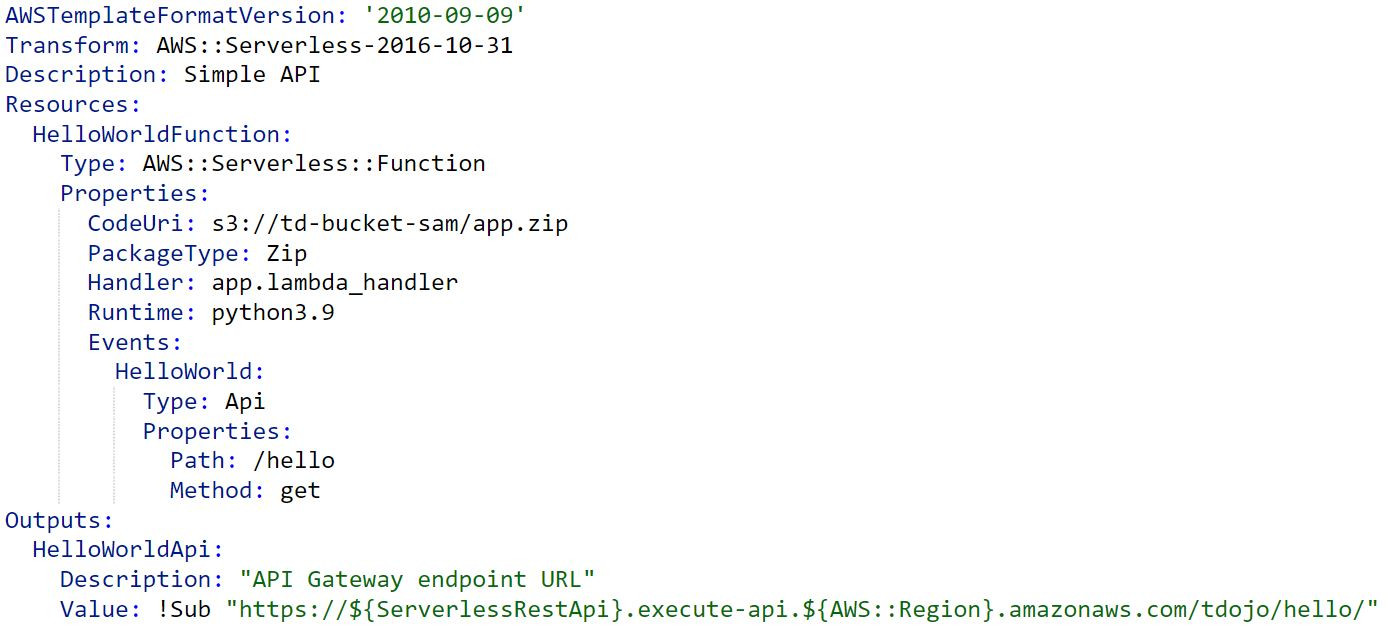 AWSTemplateFormatVersion: '2010-09-09'
Transform: AWS::Serverless-2016-10-31
Description: Simple API
Resources:
  HelloWorldFunction:
    Type: AWS::Serverless::Function
    Properties:
      CodeUri: s3://td-bucket-sam/app.zip
      PackageType: Zip
      Handler: app.lambda_handler
      Runtime: python3.9
      Events:
        HelloWorld:
          Type: Api
          Properties:
            Path: /hello
            Method: get
Outputs:
  HelloWorldApi:
    Description: "API Gateway endpoint URL"
    Value: !Sub "https://${ServerlessRestApi}.execute-api.${AWS::Region}.amazonaws.com/tdojo/hello/"